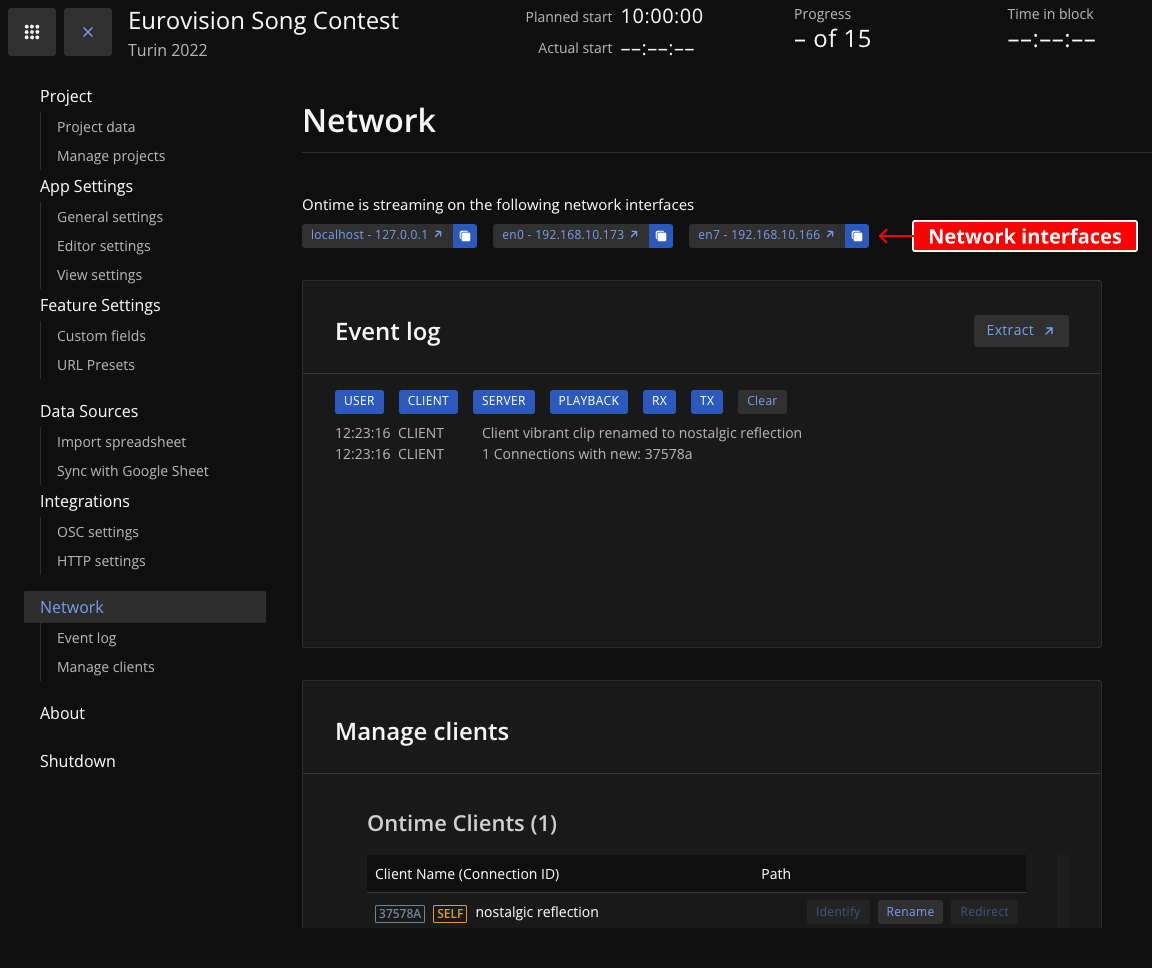 Eurovision Song Contest
Turin 2022
Planned start 10:00:00
Actual start --:--:--
Progress
– of 15
Time in block
--:--:--
Project
Project data
Manage projects
App Settings
General settings
Editor settings
View settings
Feature Settings
Custom fields
URL Presets
Data Sources
Import spreadsheet
Sync with Google Sheet
Integrations
OSC settings
HTTP settings
Network
Event log
Manage clients
About
Shutdown
Network
Ontime is streaming on the following network interfaces
localhost - 127.0.0.1 en0 - 192.168.10.173 en7 - 192.168.10.166 Network interfaces
Event log Extract
USER CLIENT SERVER PLAYBACK RX TX Clear
12:23:16 CLIENT Client vibrant clip renamed to nostalgic reflection
12:23:16 CLIENT 1 Connections with new: 37578a
Manage clients
Ontime Clients (1)
Client Name (Connection ID) Path
37578A SELF nostalgic reflection Identify Rename Redirect